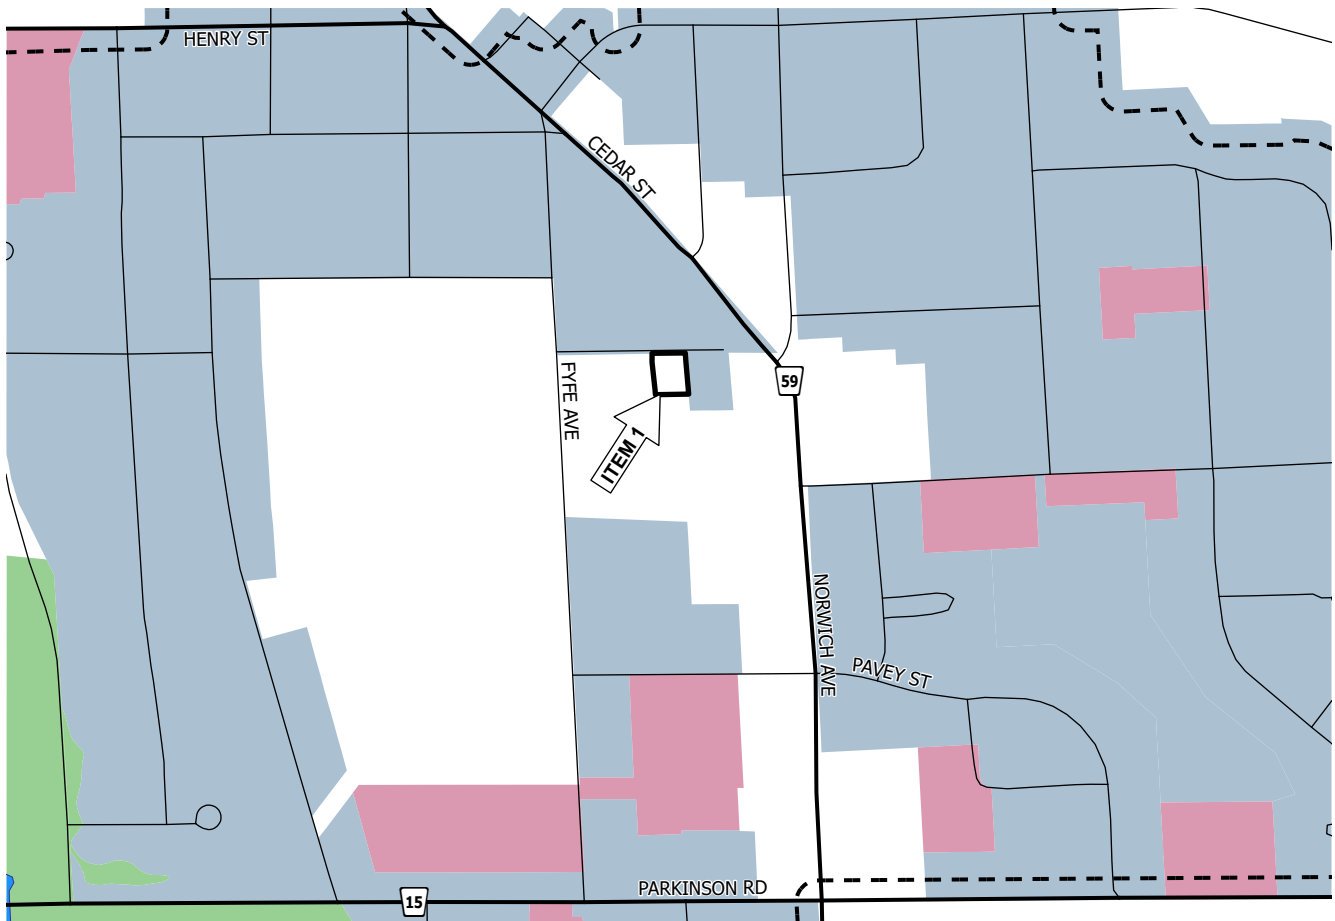 HENRY ST
CEDAR ST
FYFE AVE
59
ITEM 1
NORWICH AVE
PAVEY ST
PARKINSON RD
15